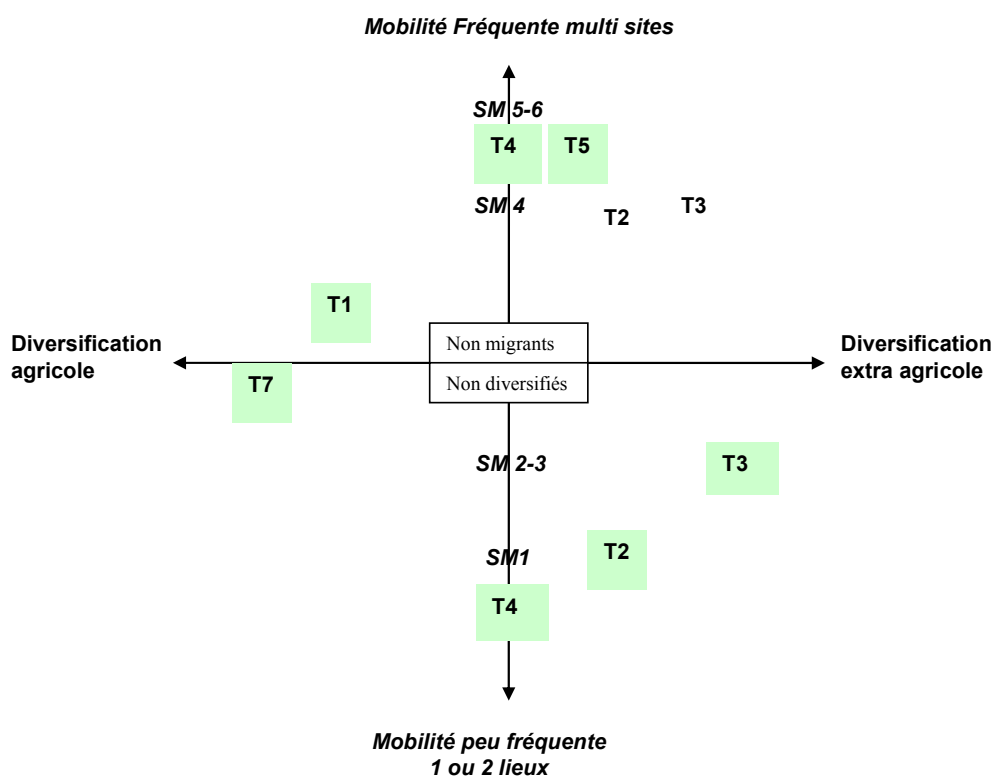 Mobilité Fréquente multi sites
SM 5-6
T4
T5
SM 4
T2
T3
T1
Non migrants
Diversification
agricole
Diversification
extra agricole
Non diversifiés
T7
SM 2-3
T3
SM1
T2
T4
Mobilité peu fréquente
1 ou 2 lieux